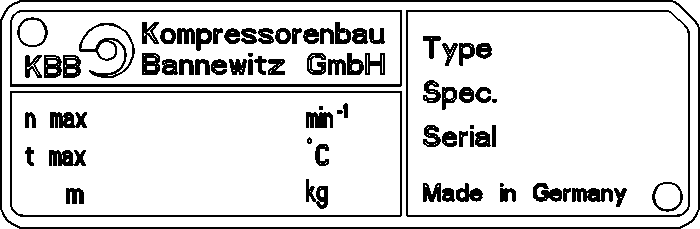 KBB
Kompressorenbau
Bannewitz GmbH
n max min⁻¹
t max °C
m kg
Type
Spec.
Serial
Made in Germany